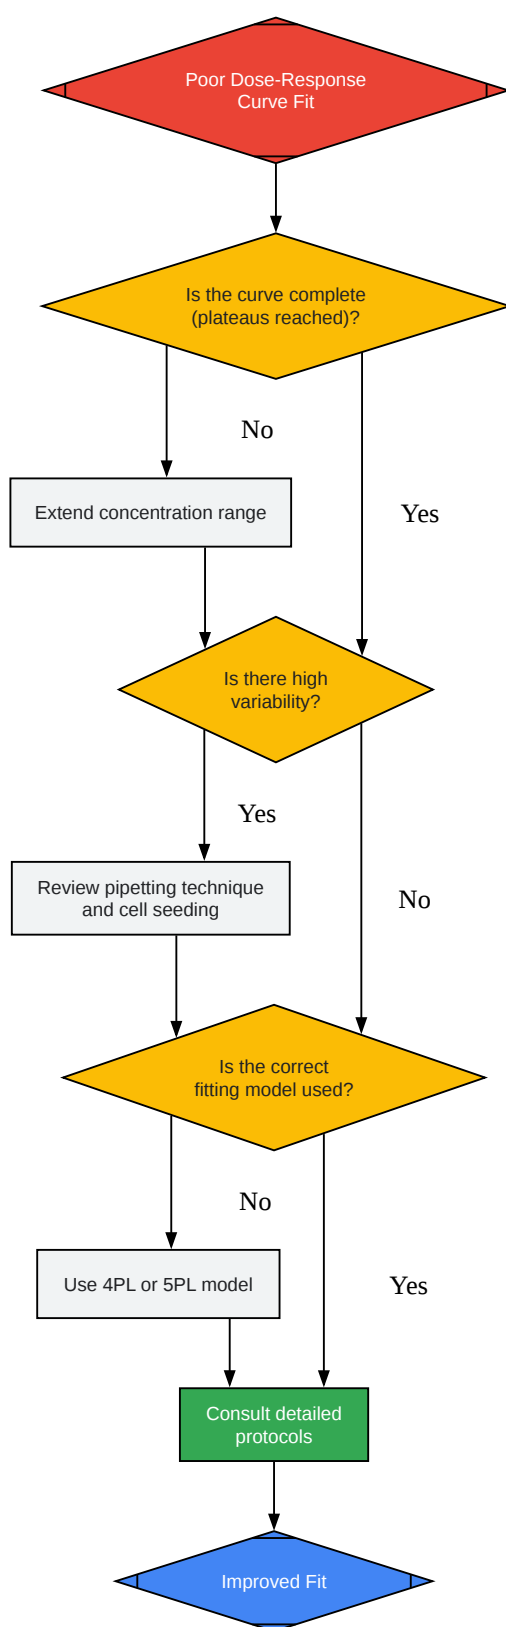 Poor Dose-Response
Curve Fit
Is the curve complete
(plateaus reached)?
No
Yes
Extend concentration range
Is there high
variability?
Yes
No
Review pipetting technique
and cell seeding
Is the correct
fitting model used?
No
Yes
Use 4PL or 5PL model
Consult detailed
protocols
Improved Fit